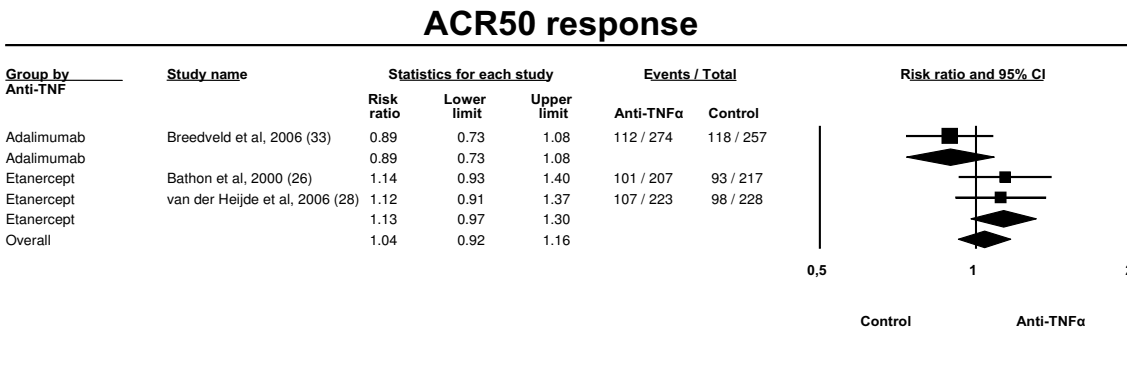 ACR50 response
Group by Anti-TNF Study name Statistics for each study Events / Total Risk ratio and 95% CI
Risk ratio Lower limit Upper limit Anti-TNFα Control
Adalimumab Breedveld et al, 2006 (33) 0.89 0.73 1.08 112 / 274 118 / 257
Adalimumab 0.89 0.73 1.08
Etanercept Bathon et al, 2000 (26) 1.14 0.93 1.40 101 / 207 93 / 217
Etanercept van der Heijde et al, 2006 (28) 1.12 0.91 1.37 107 / 223 98 / 228
Etanercept 1.13 0.97 1.30
Overall 1.04 0.92 1.16
0,5 1
Control Anti-TNFα